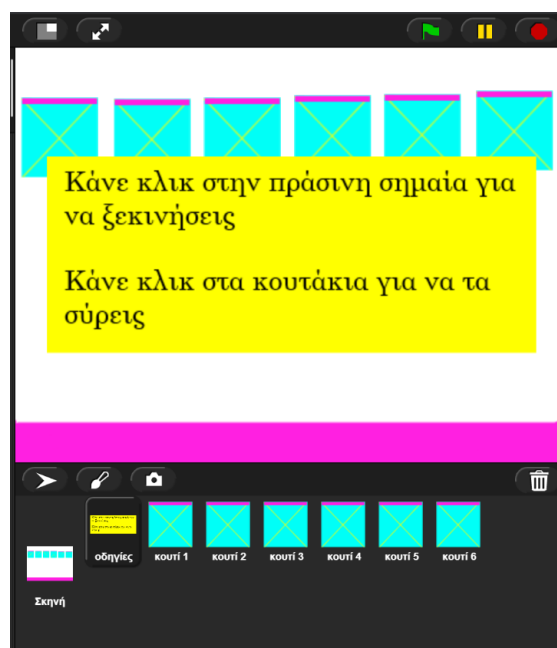 Κάνε κλικ στην πράσινη σημαία για
να ξεκινήσεις
Κάνε κλικ στα κουτάκια για να τα
σύρεις
οδηγίες
κουτί 1
κουτί 2
κουτί 3
κουτί 4
κουτί 5
κουτί 6
Σκηνή